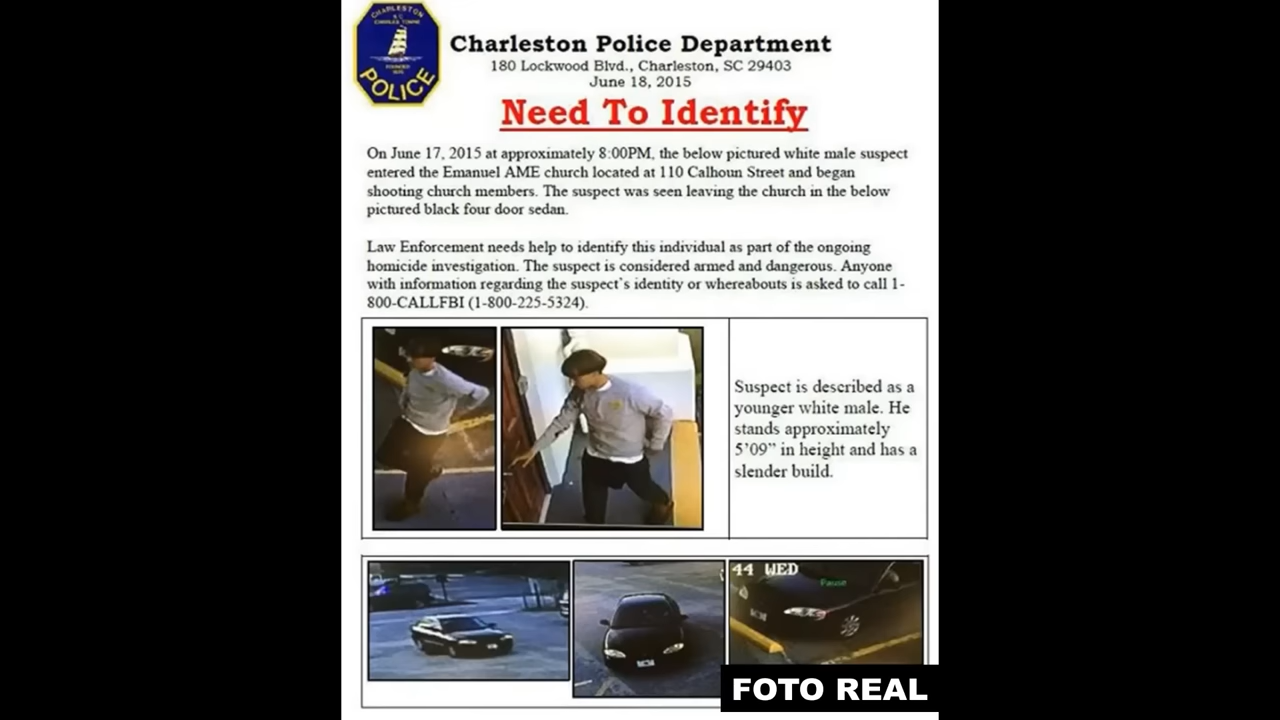 CHARLESTON
S C
CHARLES TOWNE
FOUNDED
1670
POLICE
Charleston Police Department
180 Lockwood Blvd., Charleston, SC 29403
June 18, 2015
Need To Identify
On June 17, 2015 at approximately 8:00PM, the below pictured white male suspect
entered the Emanuel AME church located at 110 Calhoun Street and began
shooting church members. The suspect was seen leaving the church in the below
pictured black four door sedan.
Law Enforcement needs help to identify this individual as part of the ongoing
homicide investigation. The suspect is considered armed and dangerous. Anyone
with information regarding the suspect's identity or whereabouts is asked to call 1-
800-CALLFBI (1-800-225-5324).
Suspect is described as a
younger white male. He
stands approximately
5’09” in height and has a
slender build.
44 WED
Pause
FOTO REAL